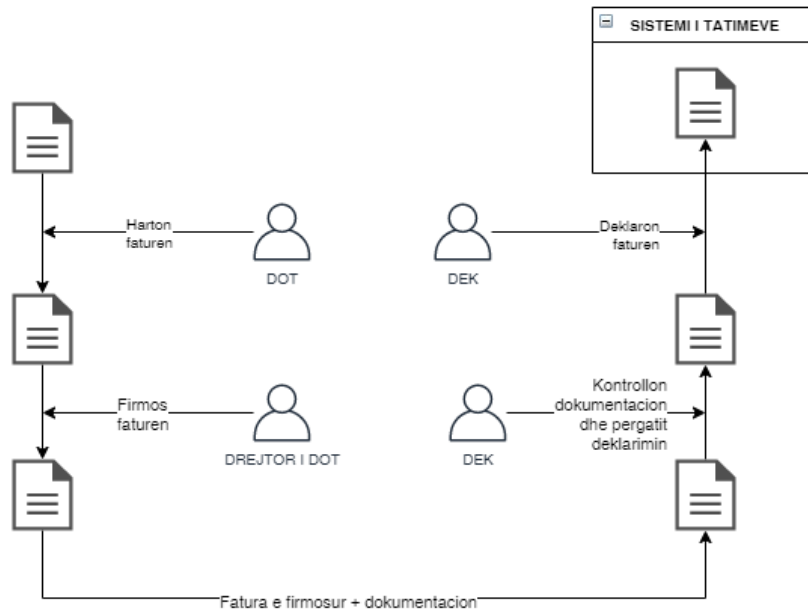 SISTEMI I TATIMEVE
Harton
faturen
DOT
Deklaron
faturen
DEK
Firmos
faturen
DREJTOR I DOT
Kontrollon
dokumentacion
dhe pergatit
deklarimin
DEK
Fatura e firmosur + dokumentacion